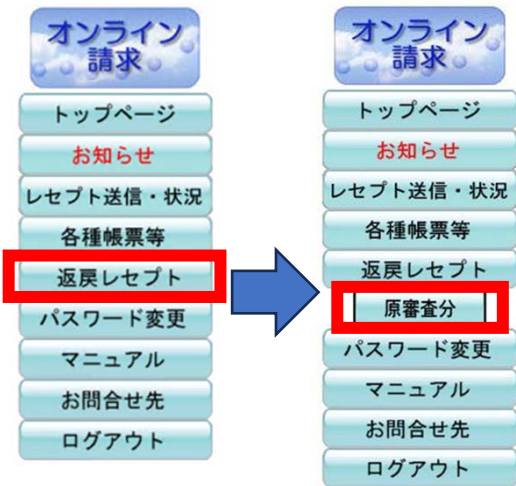 オンライン
請求
トップページ
お知らせ
レセプト送信・状況
各種帳票等
返戻レセプト
パスワード変更
マニュアル
お問合せ先
ログアウト
オンライン
請求
トップページ
お知らせ
レセプト送信・状況
各種帳票等
返戻レセプト
原審査分
パスワード変更
マニュアル
お問合せ先
ログアウト